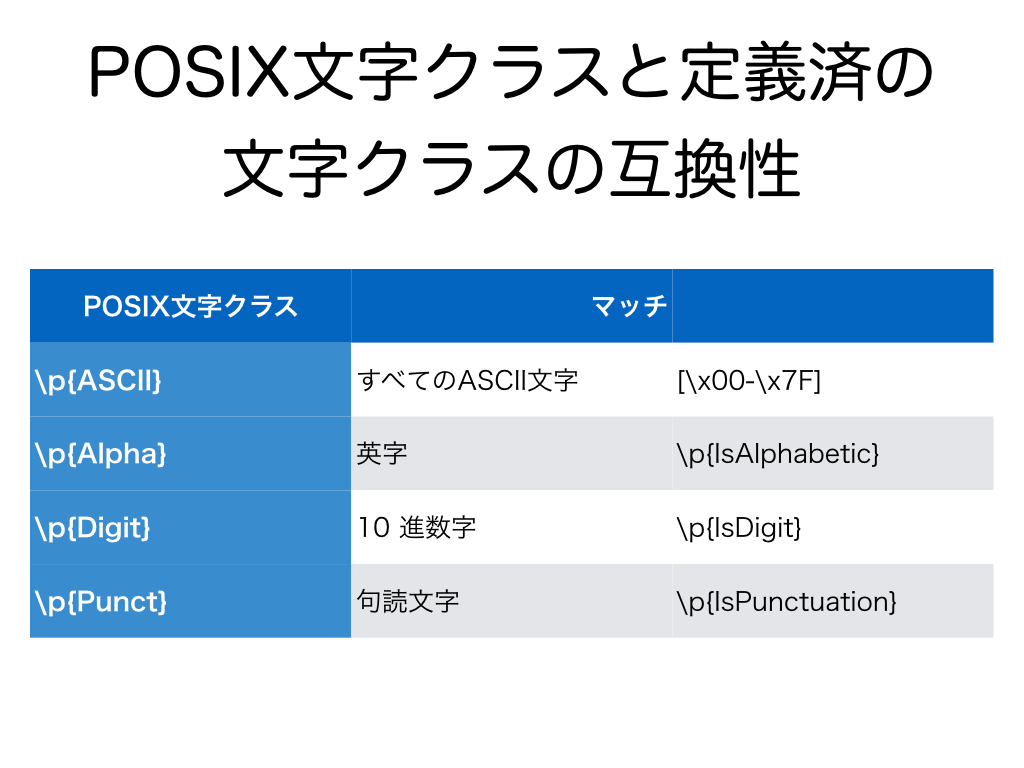 POSIX文字クラスと定義済の
文字クラスの互換性
POSIX文字クラス マッチ
\p{ASCII} すべてのASCII文字 [\x00-\x7F]
\p{Alpha} 英字 \p{IsAlphabetic}
\p{Digit} 10 進数字 \p{IsDigit}
\p{Punct} 句読文字 \p{IsPunctuation}